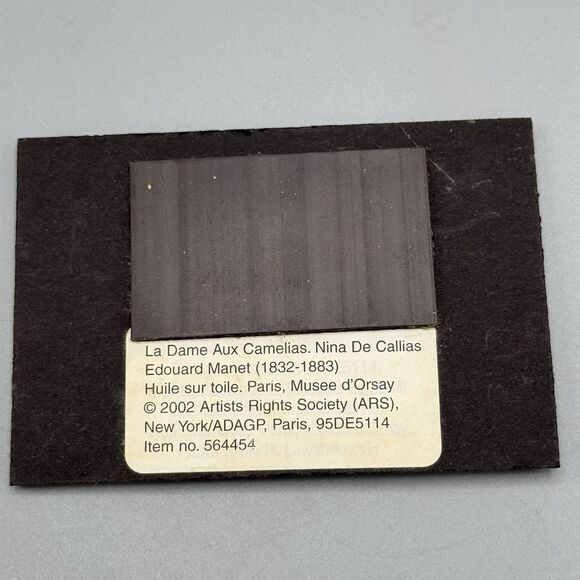 La Dame Aux Camelias. Nina De Callias
Edouard Manet (1832-1883)
Huile sur toile. Paris, Musee d'Orsay
© 2002 Artists Rights Society (ARS),
New York/ADAGP, Paris, 95DE5114
Item no. 564454